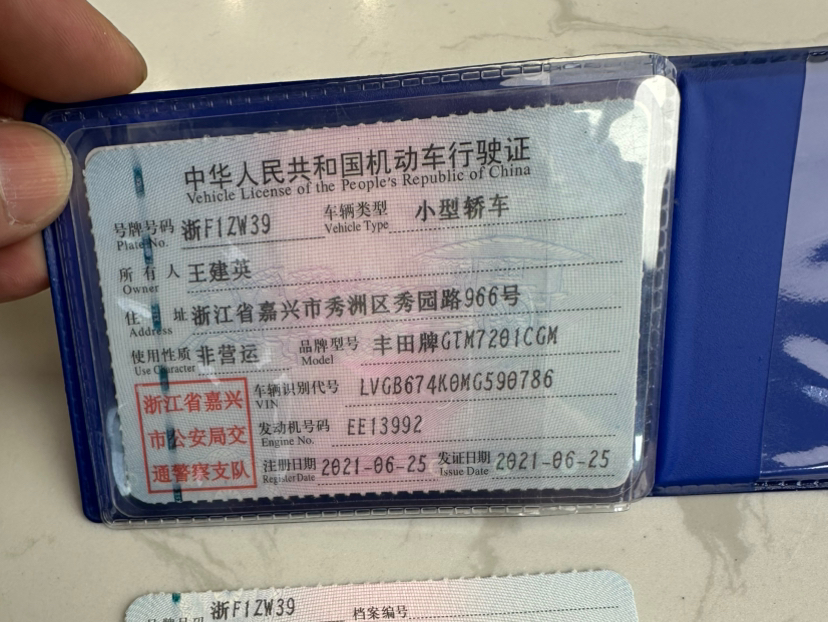 中华人民共和国机动车行驶证
Vehicle License of the People's Republic of China
号牌号码 浙F1ZW39 车辆类型 小型轿车
Plate No. Vehicle Type
所有人 王建英
Owner
住址 浙江省嘉兴市秀洲区秀园路966号
Address
使用性质 非营运 品牌型号 丰田牌GTM7201CGM
Use Character Model
浙江省嘉兴
市公安局交
通警察支队
车辆识别代号 LVGB674K0MG590786
VIN
发动机号码 EE13992
Engine No.
注册日期 2021-06-25 发证日期 2021-06-25
Register Date Issue Date
号牌号码 浙F1ZW39 档案编号